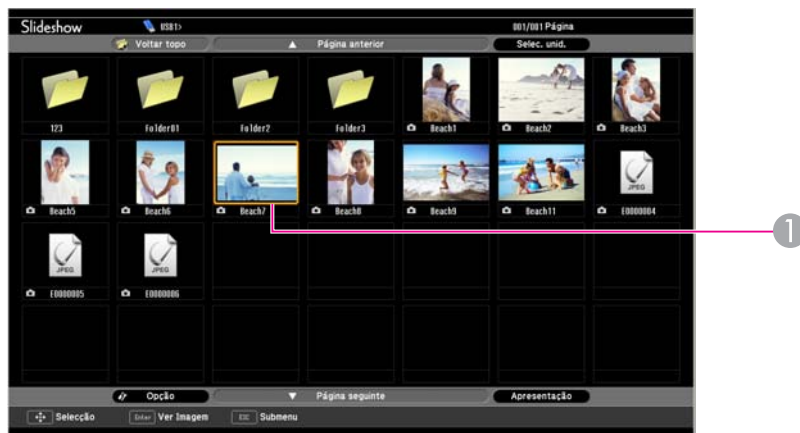 Slideshow USB1> 001/001 Página
Voltar topo ▲ Página anterior Selec. unid.
123 Folder01 Folder2 Folder3 Beach1 Beach2 Beach3
JPEG
Beach5 Beach6 Beach7 Beach8 Beach9 Beach11 E0000004
1
JPEG JPEG
E0000005 E0000006
Opção ▼ Página seguinte Apresentação
Selecção Enter Ver Imagem ESC Submenu